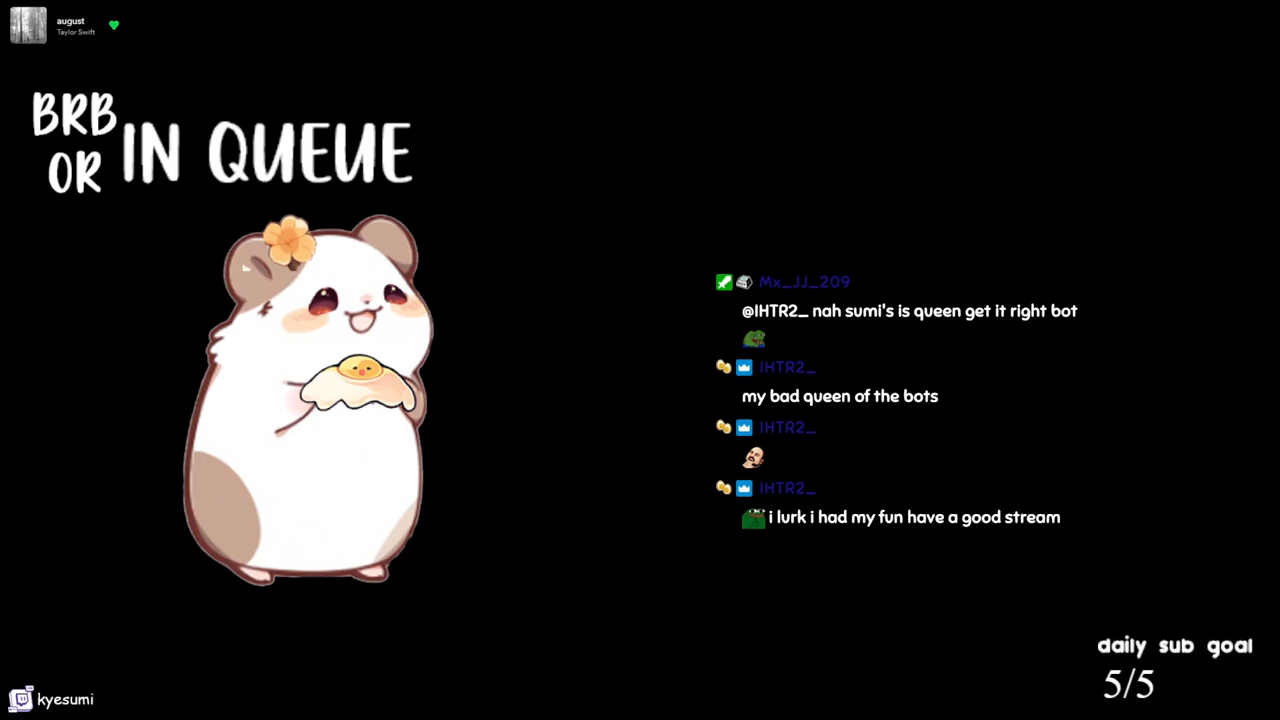 august
Taylor Swift
BRB
OR
IN QUEUE
Mx_JJ_209
@IHTR2_ nah sumi's is queen get it right bot
IHTR2_
my bad queen of the bots
IHTR2_
IHTR2_
i lurk i had my fun have a good stream
daily sub goal
5/5
kyesumi